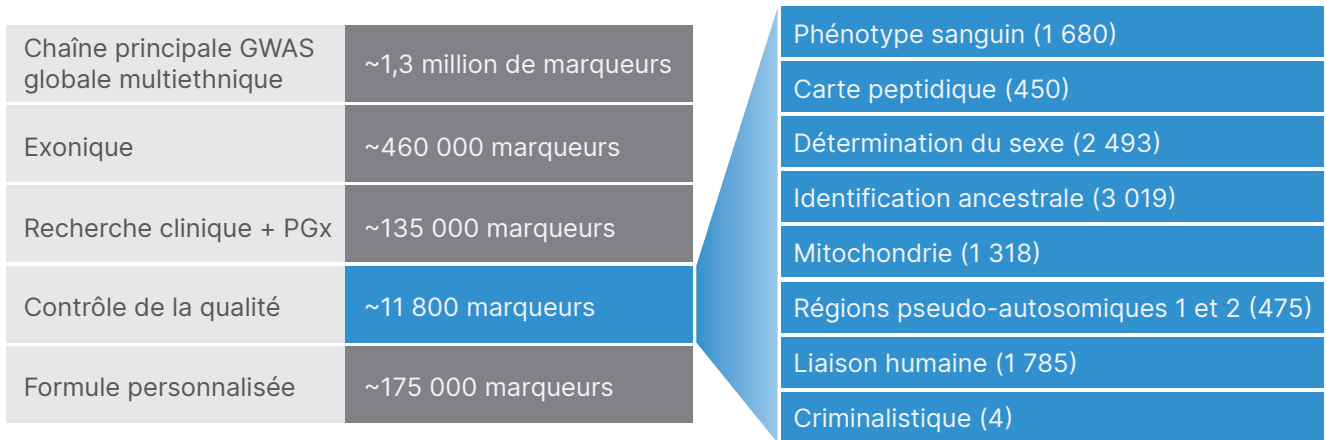 Chaîne principale GWAS
globale multiethnique
~1,3 million de marqueurs
Exonique
~460 000 marqueurs
Recherche clinique + PGx
~135 000 marqueurs
Contrôle de la qualité
~11 800 marqueurs
Formule personnalisée
~175 000 marqueurs
Phénotype sanguin (1 680)
Carte peptidique (450)
Détermination du sexe (2 493)
Identification ancestrale (3 019)
Mitochondrie (1 318)
Régions pseudo-autosomiques 1 et 2 (475)
Liaison humaine (1 785)
Criminalistique (4)